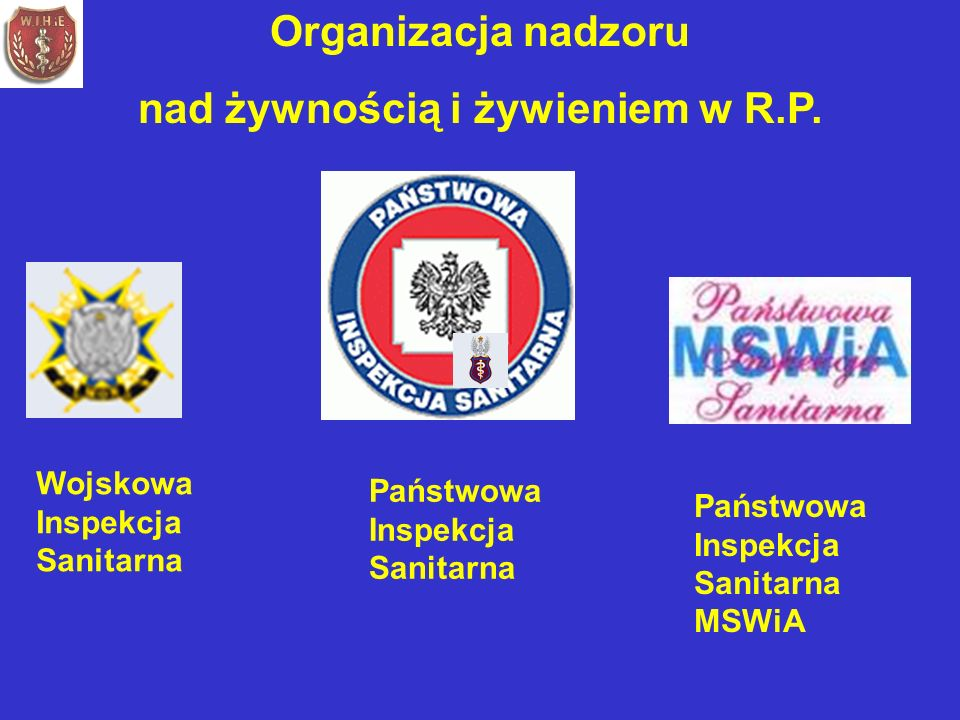 W.I.H.i E
Organizacja nadzoru
nad żywnością i żywieniem w R.P.
PAŃSTWOWA
INSPEKCJA SANITARNA
Państwowa
MSWiA
Inspekcja
Sanitarna
Wojskowa
Inspekcja
Sanitarna
Państwowa
Inspekcja
Sanitarna
Państwowa
Inspekcja
Sanitarna
MSWiA